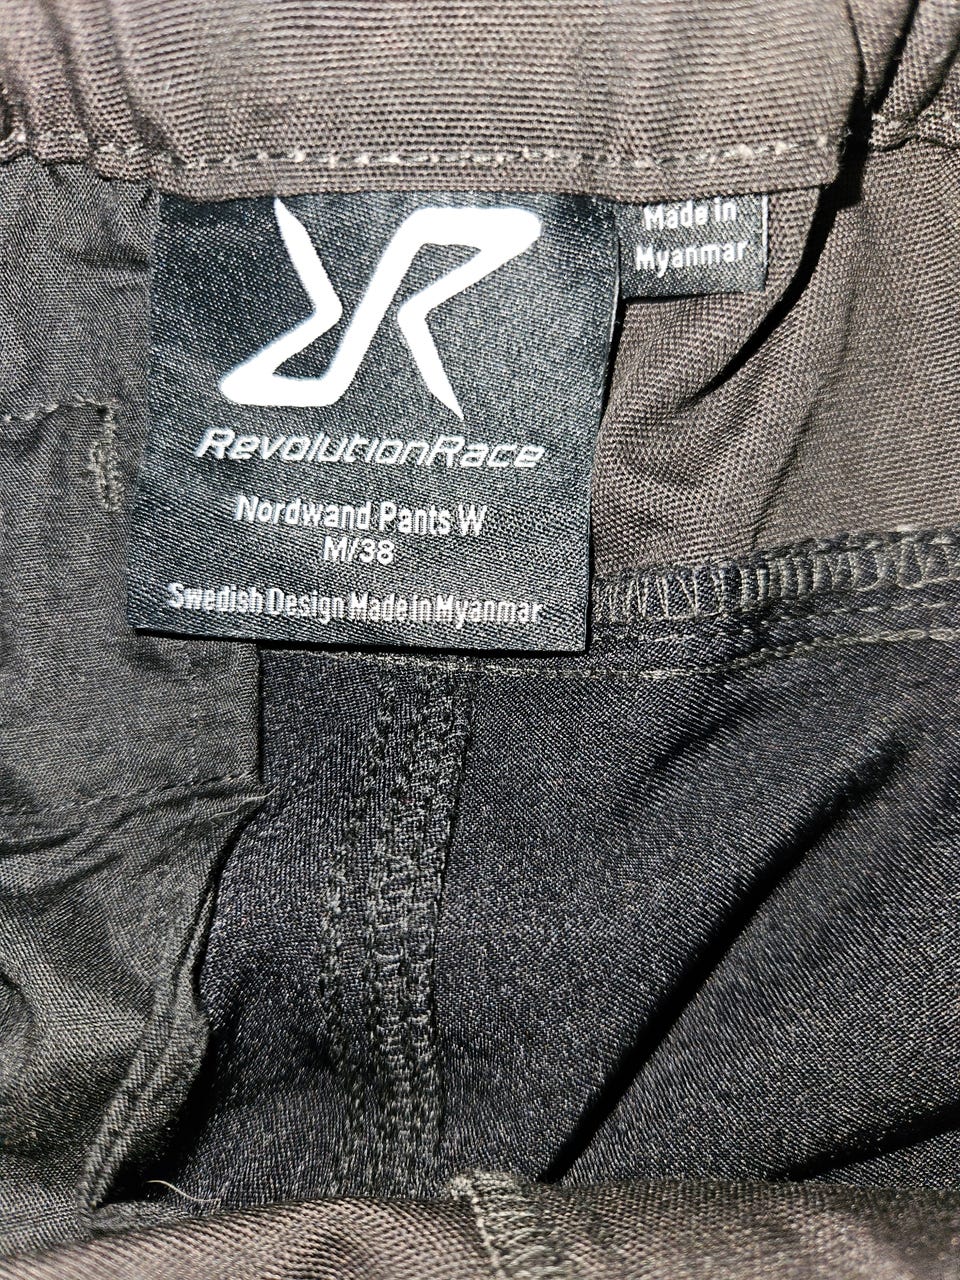 RevolutionRace
Nordwand Pants W
M/38
Swedish Design Made in Myanmar
Made in
Myanmar